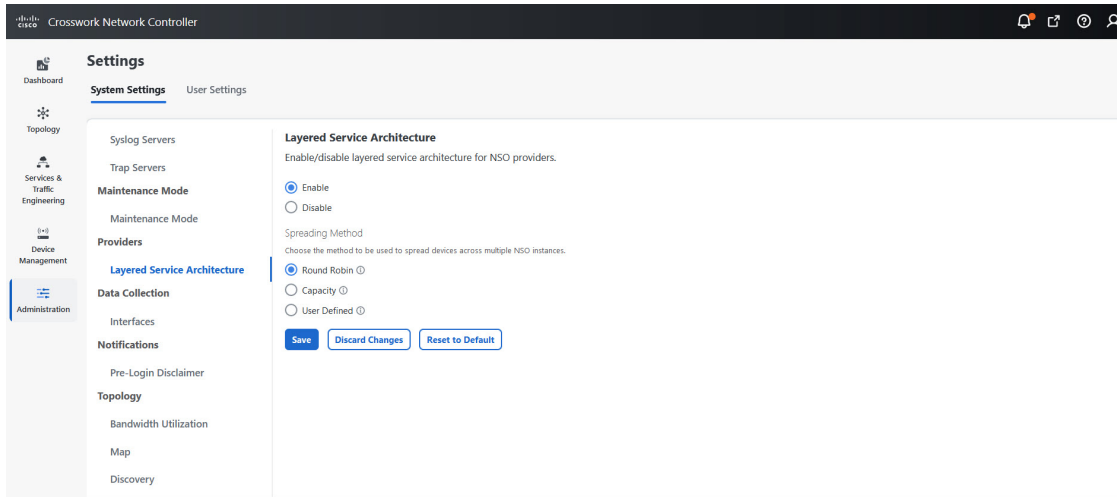 CISCO Crosswork Network Controller
Dashboard
Topology
Services &
Traffic
Engineering
Device
Management
Administration
Settings
System Settings
User Settings
Syslog Servers
Trap Servers
Maintenance Mode
Maintenance Mode
Providers
Layered Service Architecture
Data Collection
Interfaces
Notifications
Pre-Login Disclaimer
Topology
Bandwidth Utilization
Map
Discovery
Layered Service Architecture
Enable/disable layered service architecture for NSO providers.
Enable
Disable
Spreading Method
Choose the method to be used to spread devices across multiple NSO instances.
Round Robin
Capacity
User Defined
Save
Discard Changes
Reset to Default